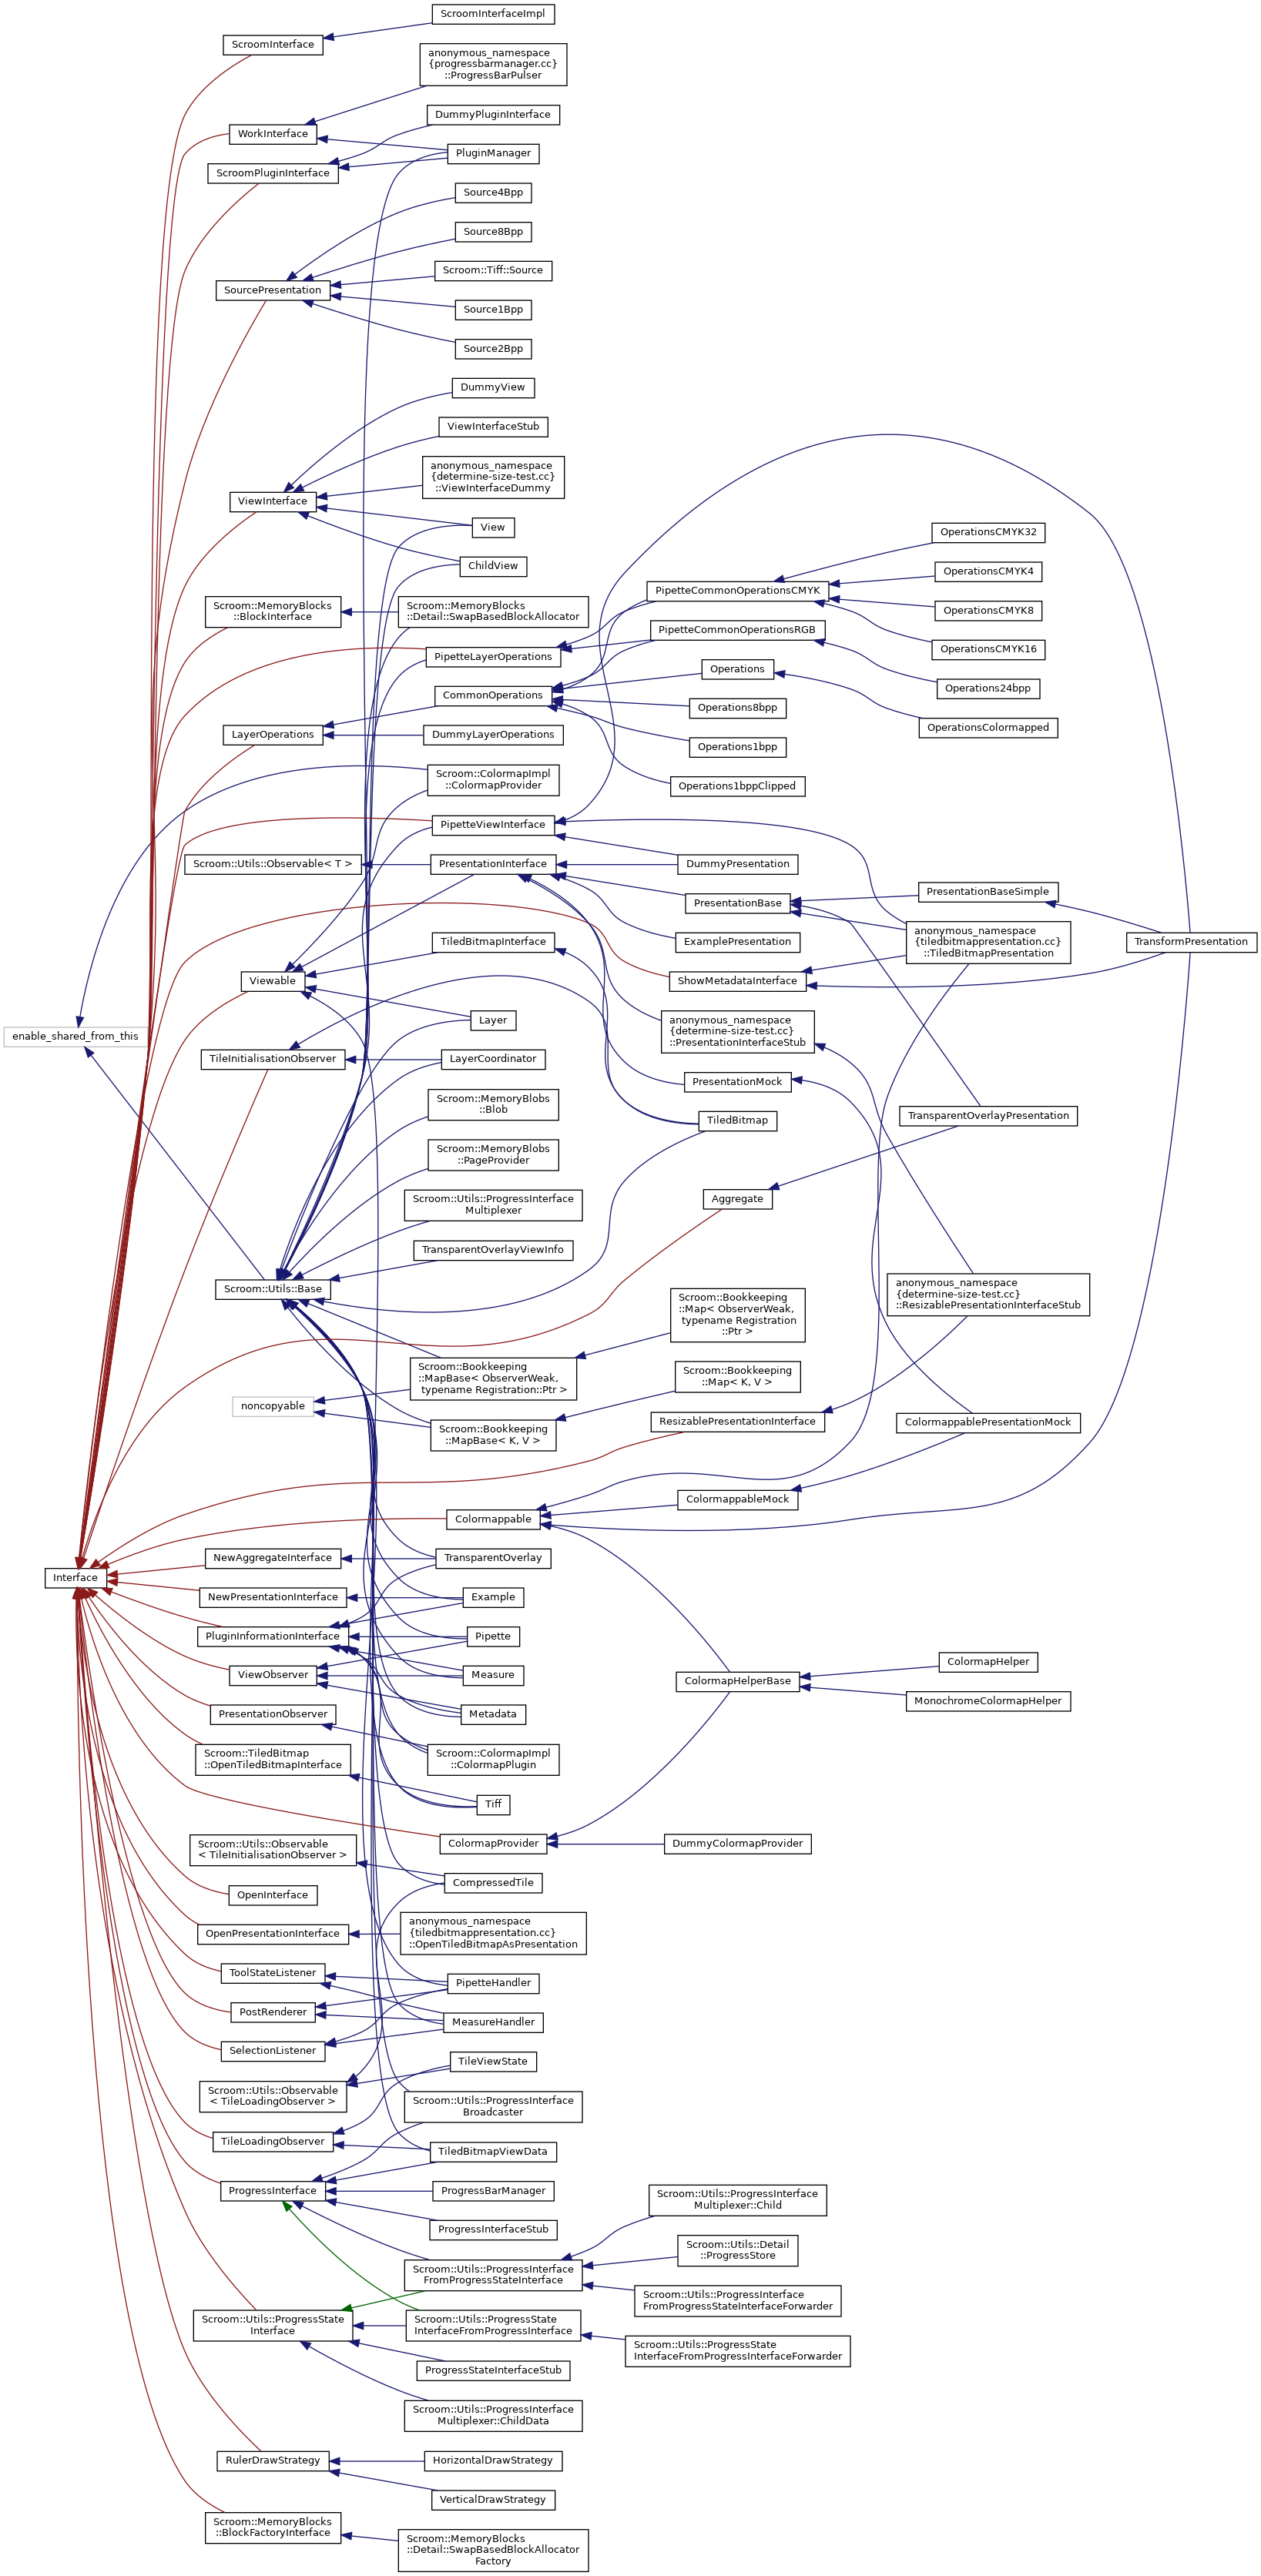 ScroomInterfaceImpl
ScroomInterface
anonymous_namespace
{progressbarmanager.cc}
::ProgressBarPulser
DummyPluginInterface
WorkInterface
PluginManager
ScroomPluginInterface
Source4Bpp
Source8Bpp
Scroom::Tiff::Source
SourcePresentation
Source1Bpp
Source2Bpp
DummyView
ViewInterfaceStub
anonymous_namespace
{determine-size-test.cc}
::ViewInterfaceDummy
ViewInterface
View
OperationsCMYK32
ChildView
OperationsCMYK4
PipetteCommonOperationsCMYK
Scroom::MemoryBlocks
::BlockInterface
Scroom::MemoryBlocks
::Detail::SwapBasedBlockAllocator
OperationsCMYK8
PipetteCommonOperationsRGB
OperationsCMYK16
PipetteLayerOperations
Operations
Operations24bpp
CommonOperations
Operations8bpp
OperationsColormapped
LayerOperations
DummyLayerOperations
Operations1bpp
Scroom::ColormapImpl
::ColormapProvider
Operations1bppClipped
PipetteViewInterface
Scroom::Utils::Observable< T >
PresentationInterface
DummyPresentation
PresentationBaseSimple
PresentationBase
anonymous_namespace
{tiledbitmappresentation.cc}
::TiledBitmapPresentation
TiledBitmapInterface
ExamplePresentation
TransformPresentation
Viewable
ShowMetadataInterface
Layer
anonymous_namespace
{determine-size-test.cc}
::PresentationInterfaceStub
enable_shared_from_this
TileInitialisationObserver
LayerCoordinator
PresentationMock
Scroom::MemoryBlobs
::Blob
TiledBitmap
TransparentOverlayPresentation
Scroom::MemoryBlobs
::PageProvider
Scroom::Utils::ProgressInterface
Multiplexer
Aggregate
TransparentOverlayViewInfo
Scroom::Utils::Base
anonymous_namespace
{determine-size-test.cc}
::ResizablePresentationInterfaceStub
Scroom::Bookkeeping
::Map< ObserverWeak,
typename Registration
::Ptr >
Scroom::Bookkeeping
::MapBase< ObserverWeak,
typename Registration::Ptr >
Scroom::Bookkeeping
::Map< K, V >
noncopyable
Scroom::Bookkeeping
::MapBase< K, V >
ResizablePresentationInterface
ColormappablePresentationMock
ColormappableMock
Colormappable
NewAggregateInterface
TransparentOverlay
Interface
NewPresentationInterface
Example
PluginInformationInterface
Pipette
ColormapHelper
ViewObserver
Measure
ColormapHelperBase
MonochromeColormapHelper
PresentationObserver
Metadata
Scroom::TiledBitmap
::OpenTiledBitmapInterface
Scroom::ColormapImpl
::ColormapPlugin
Tiff
Scroom::Utils::Observable
< TileInitialisationObserver >
ColormapProvider
DummyColormapProvider
CompressedTile
OpenInterface
anonymous_namespace
{tiledbitmappresentation.cc}
::OpenTiledBitmapAsPresentation
OpenPresentationInterface
ToolStateListener
PipetteHandler
PostRenderer
MeasureHandler
SelectionListener
TileViewState
Scroom::Utils::Observable
< TileLoadingObserver >
Scroom::Utils::ProgressInterface
Broadcaster
TileLoadingObserver
TiledBitmapViewData
ProgressInterface
ProgressBarManager
Scroom::Utils::ProgressInterface
Multiplexer::Child
ProgressInterfaceStub
Scroom::Utils::Detail
::ProgressStore
Scroom::Utils::ProgressInterface
FromProgressStateInterface
Scroom::Utils::ProgressInterface
FromProgressStateInterfaceForwarder
Scroom::Utils::ProgressState
Interface
Scroom::Utils::ProgressState
InterfaceFromProgressInterface
Scroom::Utils::ProgressState
InterfaceFromProgressInterfaceForwarder
ProgressStateInterfaceStub
Scroom::Utils::ProgressInterface
Multiplexer::ChildData
RulerDrawStrategy
HorizontalDrawStrategy
VerticalDrawStrategy
Scroom::MemoryBlocks
::BlockFactoryInterface
Scroom::MemoryBlocks
::Detail::SwapBasedBlockAllocator
Factory